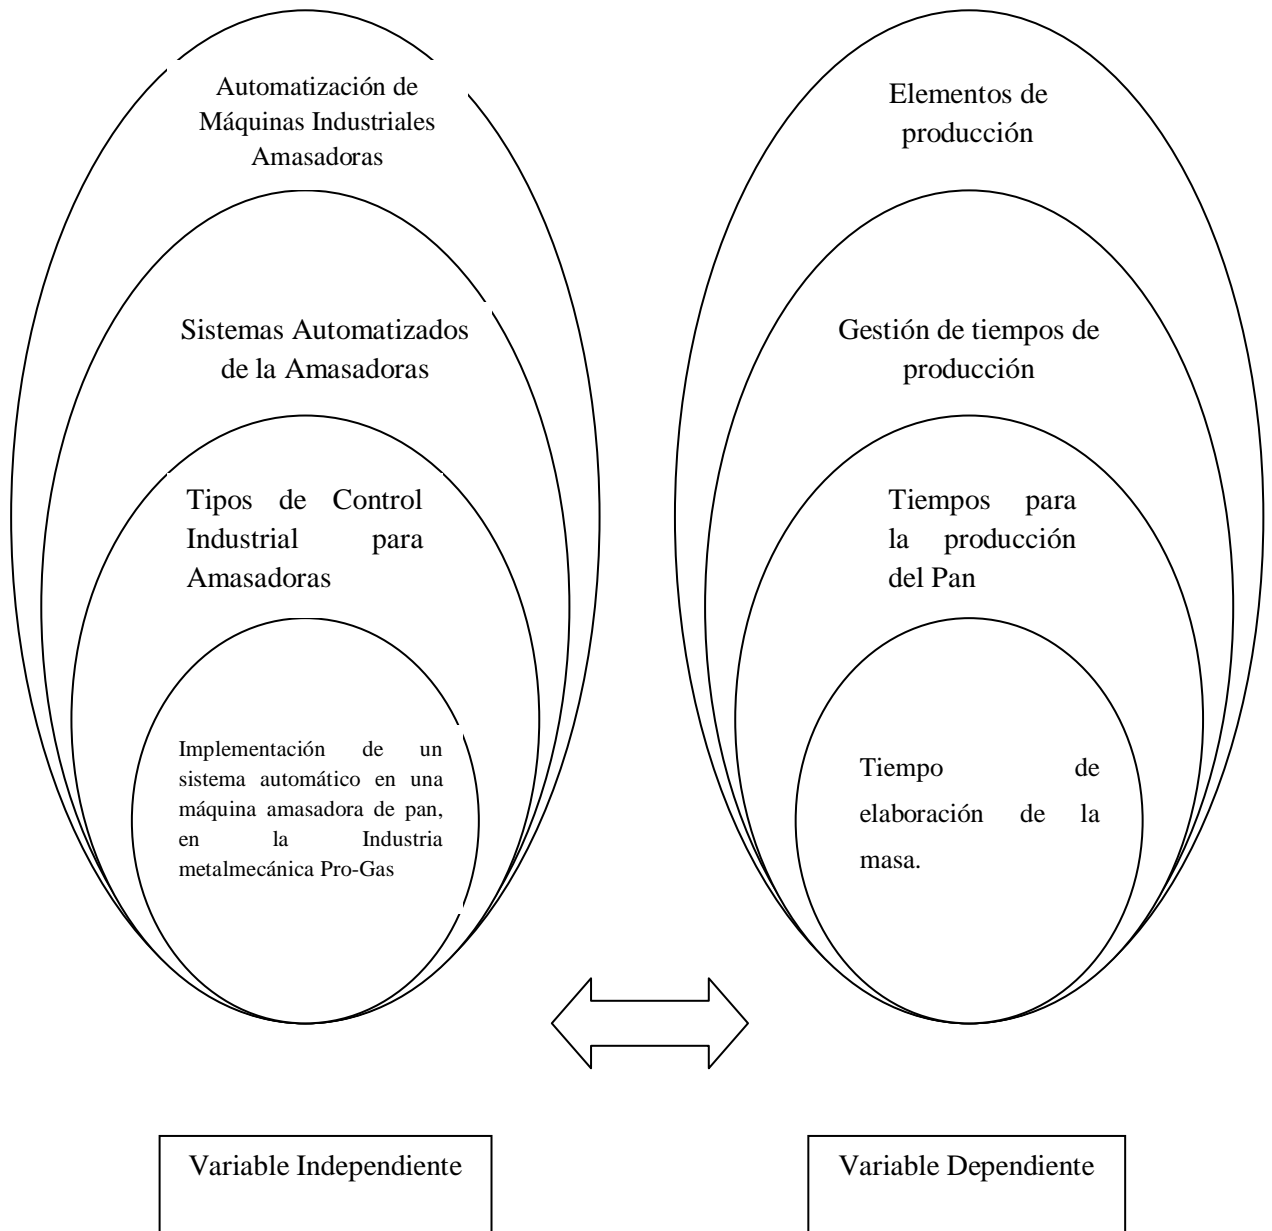 Automatización de
Máquinas Industriales
Amasadoras
Sistemas Automatizados
de la Amasadoras
Tipos de Control
Industrial para
Amasadoras
Implementación de un
sistema automático en una
máquina amasadora de pan,
en la Industria
metalmecánica Pro-Gas
Elementos de
producción
Gestión de tiempos de
producción
Tiempos para
la producción
del Pan
Tiempo de
elaboración de la
masa.
Variable Independiente
Variable Dependiente